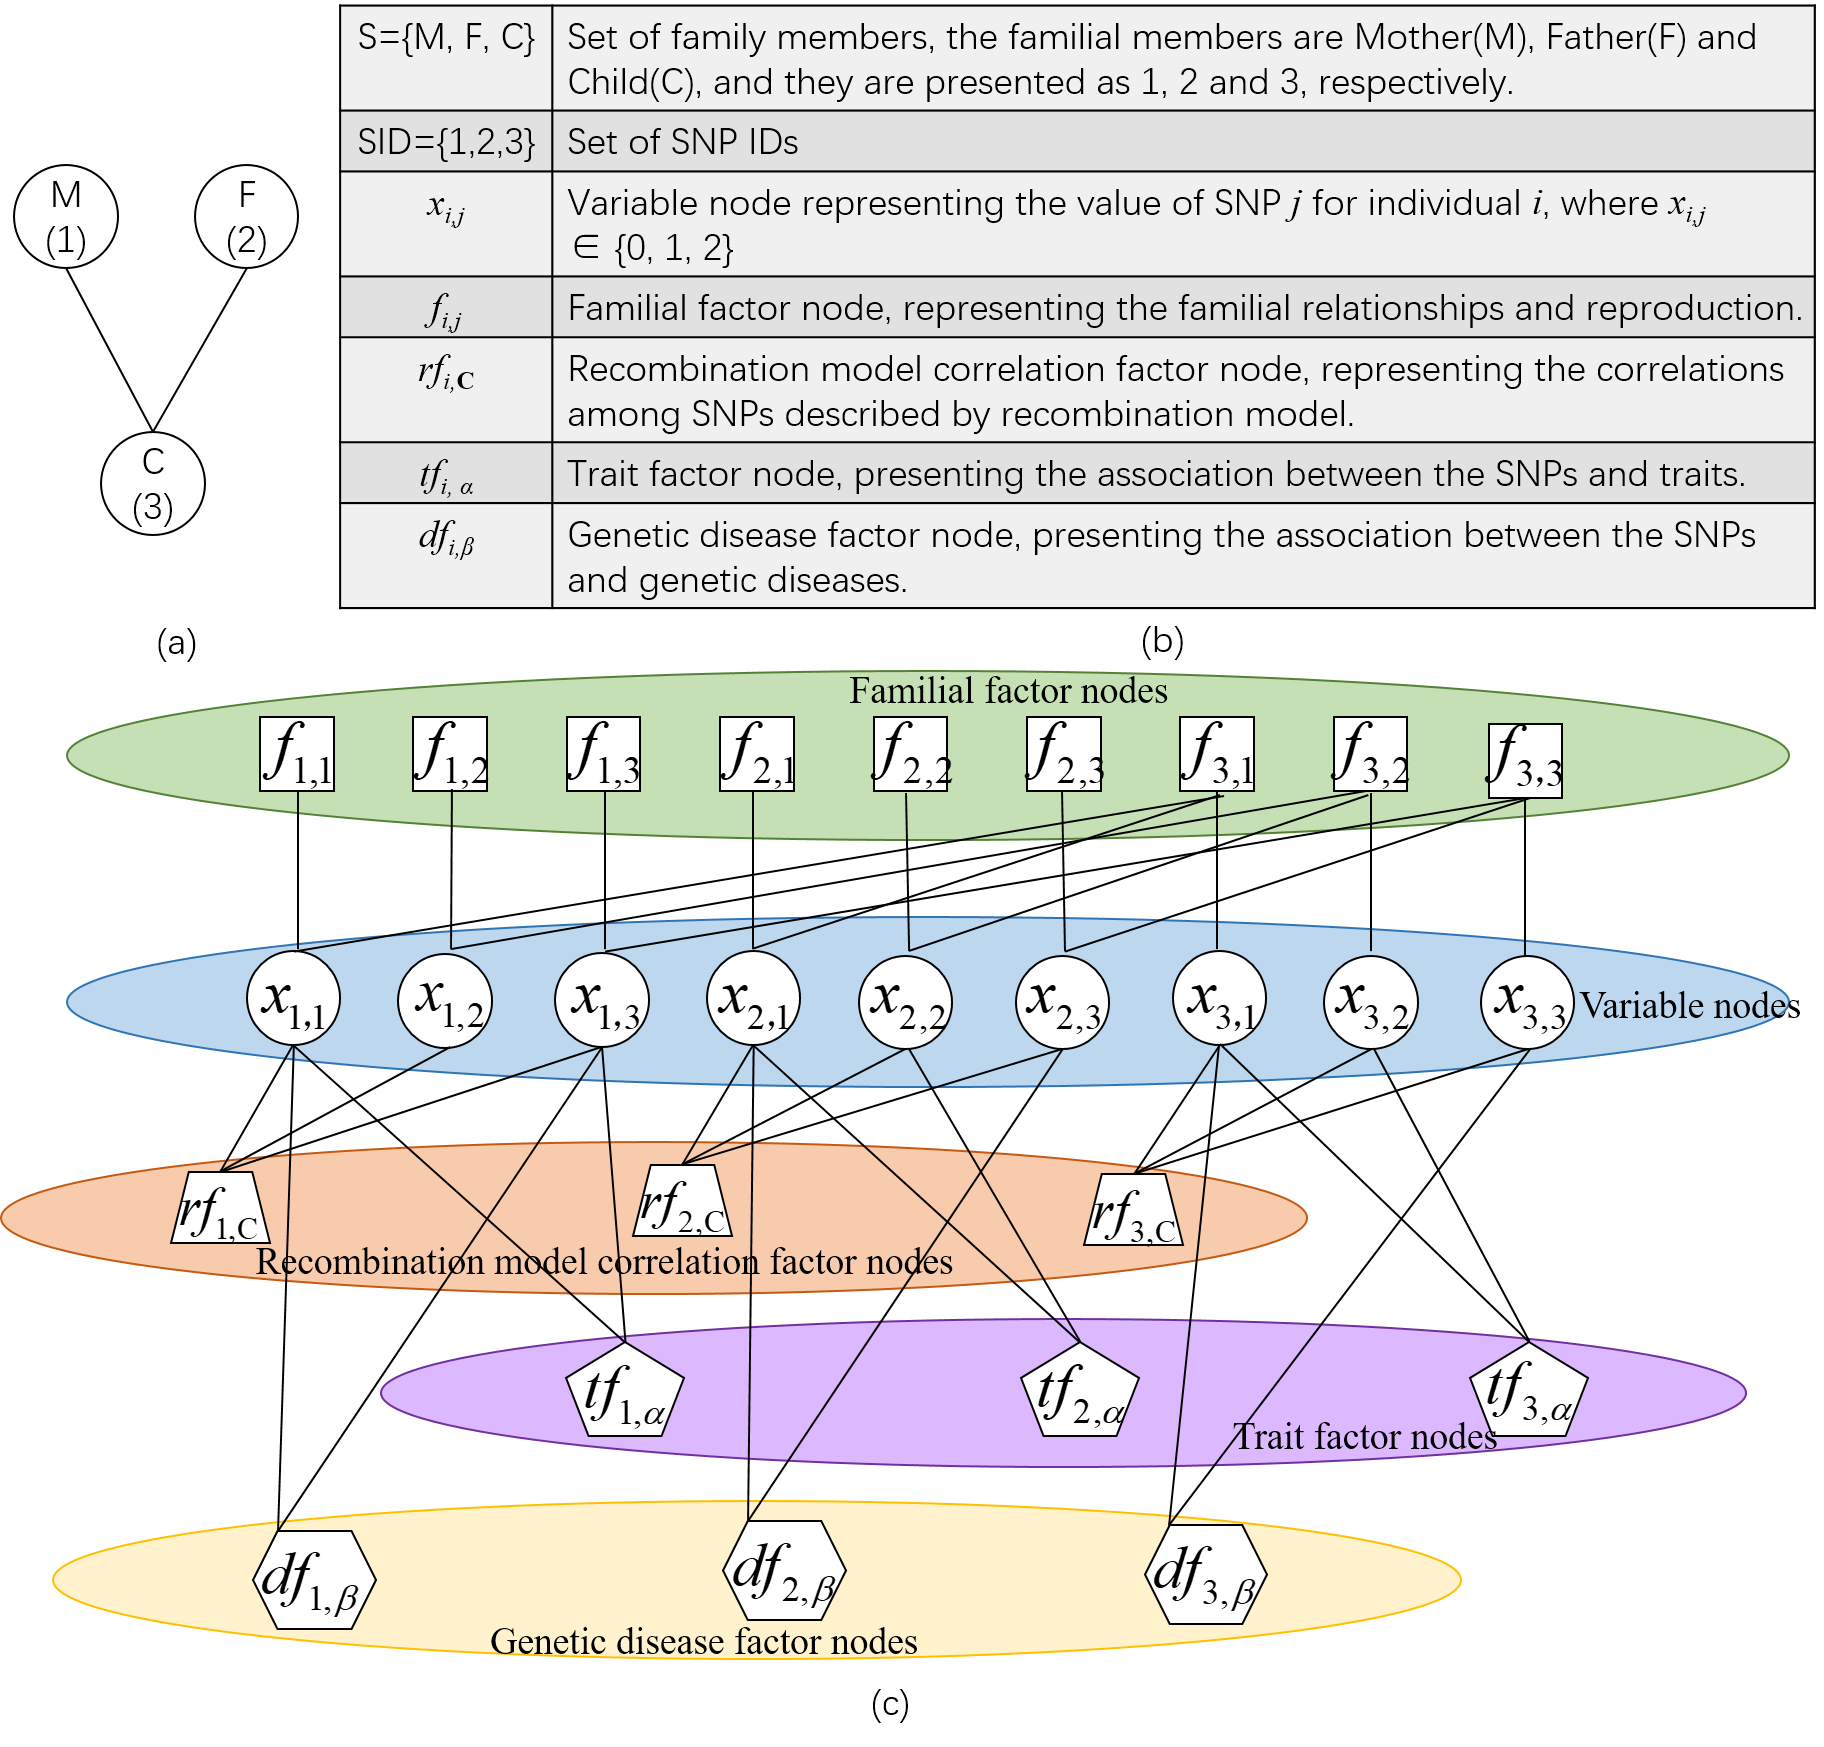 M
(1)
F
(2)
C
(3)
(a)
S={M, F, C}
Set of family members, the familial members are Mother(M), Father(F) and
Child(C), and they are presented as 1, 2 and 3, respectively.
SID={1,2,3}
Set of SNP IDs
x_{i,j}
Variable node representing the value of SNP j for individual i, where x_{i,j}
∈ {0, 1, 2}
f_{i,j}
Familial factor node, representing the familial relationships and reproduction.
rf_{i,C}
Recombination model correlation factor node, representing the correlations
among SNPs described by recombination model.
tf_{i, α}
Trait factor node, presenting the association between the SNPs and traits.
df_{i,β}
Genetic disease factor node, presenting the association between the SNPs
and genetic diseases.
(b)
Familial factor nodes
f_{1,1} f_{1,2} f_{1,3} f_{2,1} f_{2,2} f_{2,3} f_{3,1} f_{3,2} f_{3,3}
x_{1,1} x_{1,2} x_{1,3} x_{2,1} x_{2,2} x_{2,3} x_{3,1} x_{3,2} x_{3,3} Variable nodes
rf_{1,C} rf_{2,C} rf_{3,C}
Recombination model correlation factor nodes
tf_{1,α} tf_{2,α} tf_{3,α}
Trait factor nodes
df_{1,β} df_{2,β} df_{3,β}
Genetic disease factor nodes
(c)